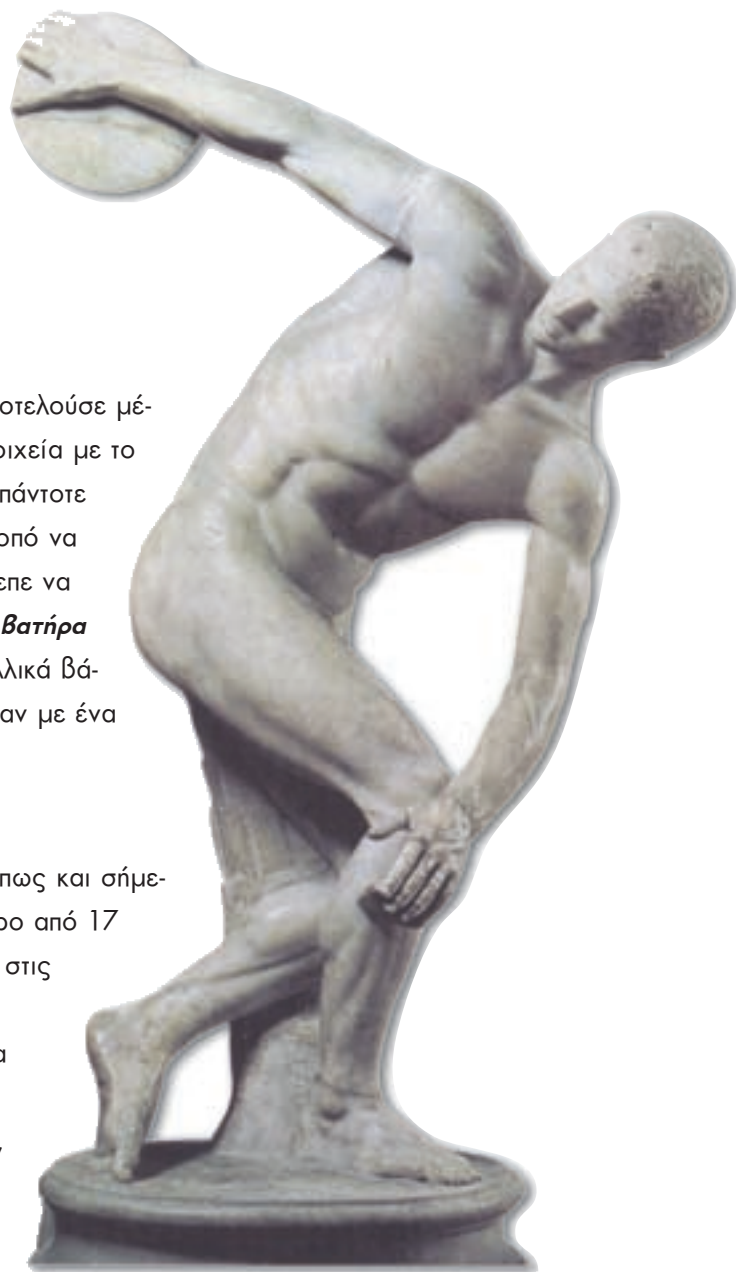 οτελούσε μέ-
οιχεία με το
πάντοτε
οπό να
επε να
βατήρα
λλικά βά-
αν με ένα
πως και σήμε-
ρο από 17
στις
α